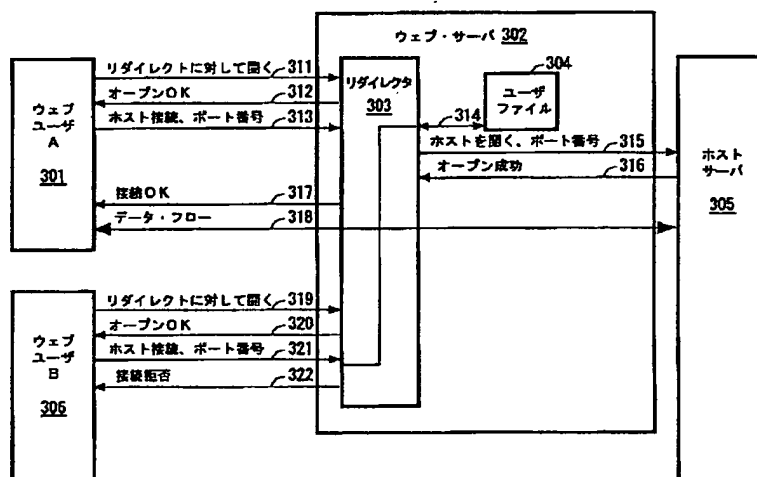 ウェブ・サーバ 302
ウェブ
ユーザ
A
301
リダイレクトに対して開く 311
オープンOK 312
ホスト接続、ポート番号 313
接続OK 317
データ・フロー 318
リダイレクタ
303
304
ユーザ
ファイル
314
ホストを開く、ポート番号 315
オープン成功 316
ホスト
サーバ
305
ウェブ
ユーザ
B
306
リダイレクトに対して開く 319
オープンOK 320
ホスト接続、ポート番号 321
接続拒否 322